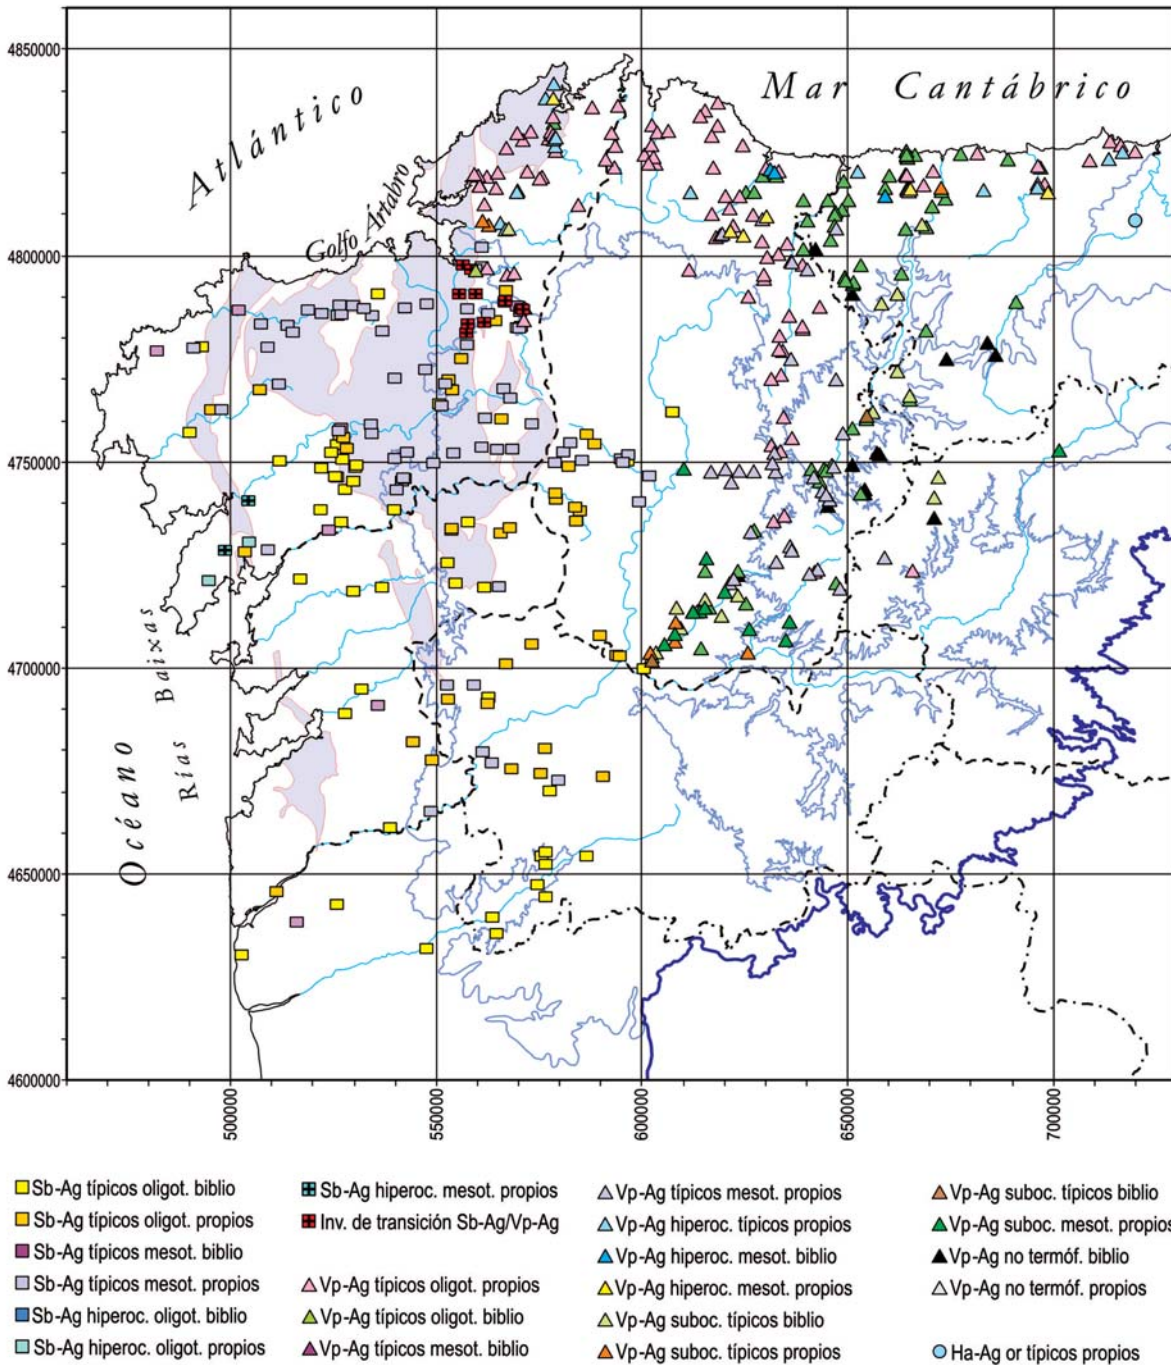 4850000
4800000
4750000
4700000
4650000
4600000
Mar Cantábrico
Atlántico
Golfo Ártabro
Océano
Rías Baixas
500000
550000
600000
650000
700000
Sb-Ag típicos oligot. biblio
Sb-Ag típicos oligot. propios
Sb-Ag típicos mesot. biblio
Sb-Ag típicos mesot. propios
Sb-Ag hiperoc. oligot. biblio
Sb-Ag hiperoc. oligot. propios
Sb-Ag hiperoc. mesot. propios
Inv. de transición Sb-Ag/Vp-Ag
Vp-Ag típicos oligot. propios
Vp-Ag típicos oligot. biblio
Vp-Ag típicos mesot. biblio
Vp-Ag típicos mesot. propios
Vp-Ag hiperoc. típicos propios
Vp-Ag hiperoc. mesot. biblio
Vp-Ag hiperoc. mesot. propios
Vp-Ag suboc. típicos biblio
Vp-Ag suboc. típicos propios
Vp-Ag suboc. típicos biblio
Vp-Ag suboc. mesot. propios
Vp-Ag no termóf. biblio
Vp-Ag no termóf. propios
Ha-Ag or típicos propios